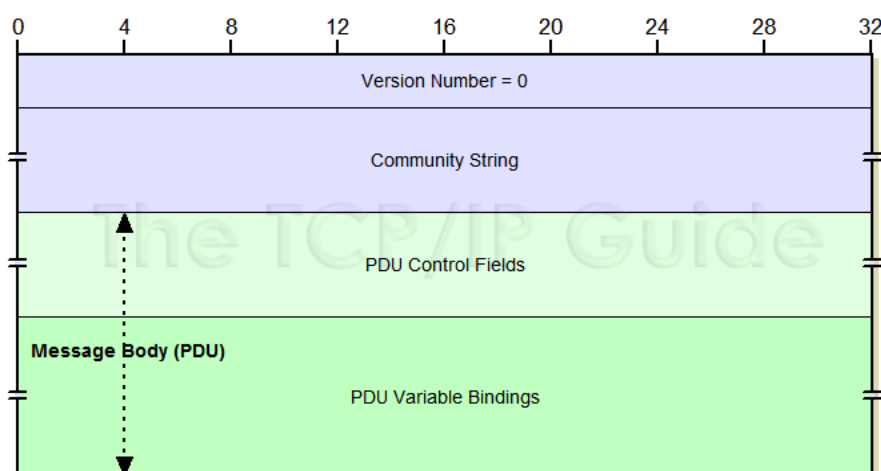 0 4 8 12 16 20 24 28 32
Version Number = 0
Community String
The TCP/IP Guide
PDU Control Fields
Message Body (PDU)
PDU Variable Bindings